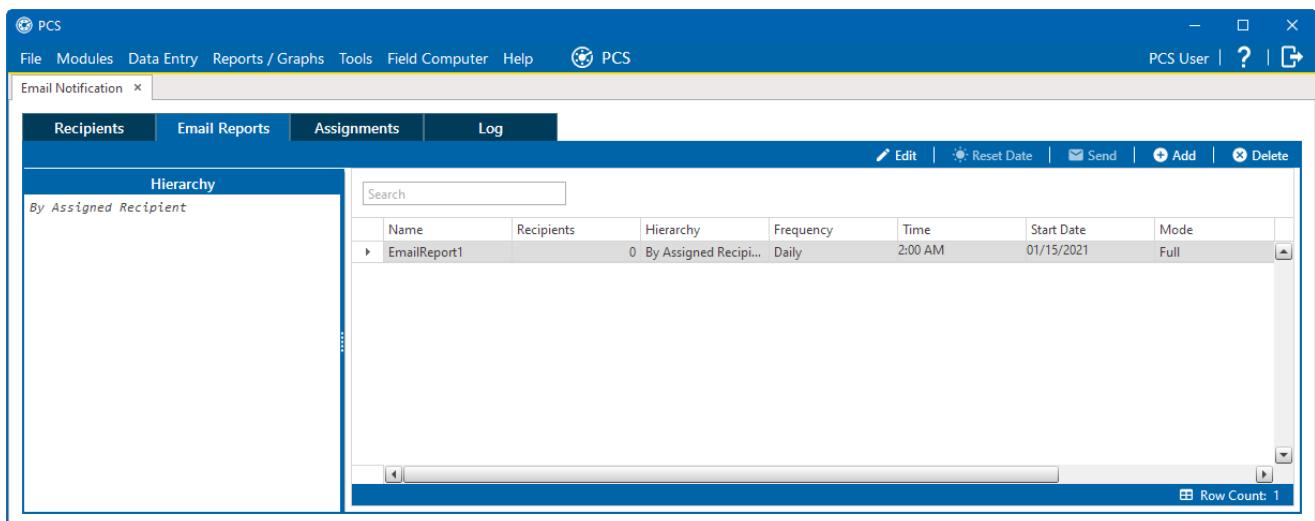 PCS
File Modules Data Entry Reports / Graphs Tools Field Computer Help PCS PCS User | ? |
Email Notification ×
Recipients Email Reports Assignments Log
Edit | Reset Date | Send | Add | Delete
Hierarchy
By Assigned Recipient
Search
Name Recipients Hierarchy Frequency Time Start Date Mode
EmailReport1 0 By Assigned Recipi... Daily 2:00 AM 01/15/2021 Full
Row Count: 1